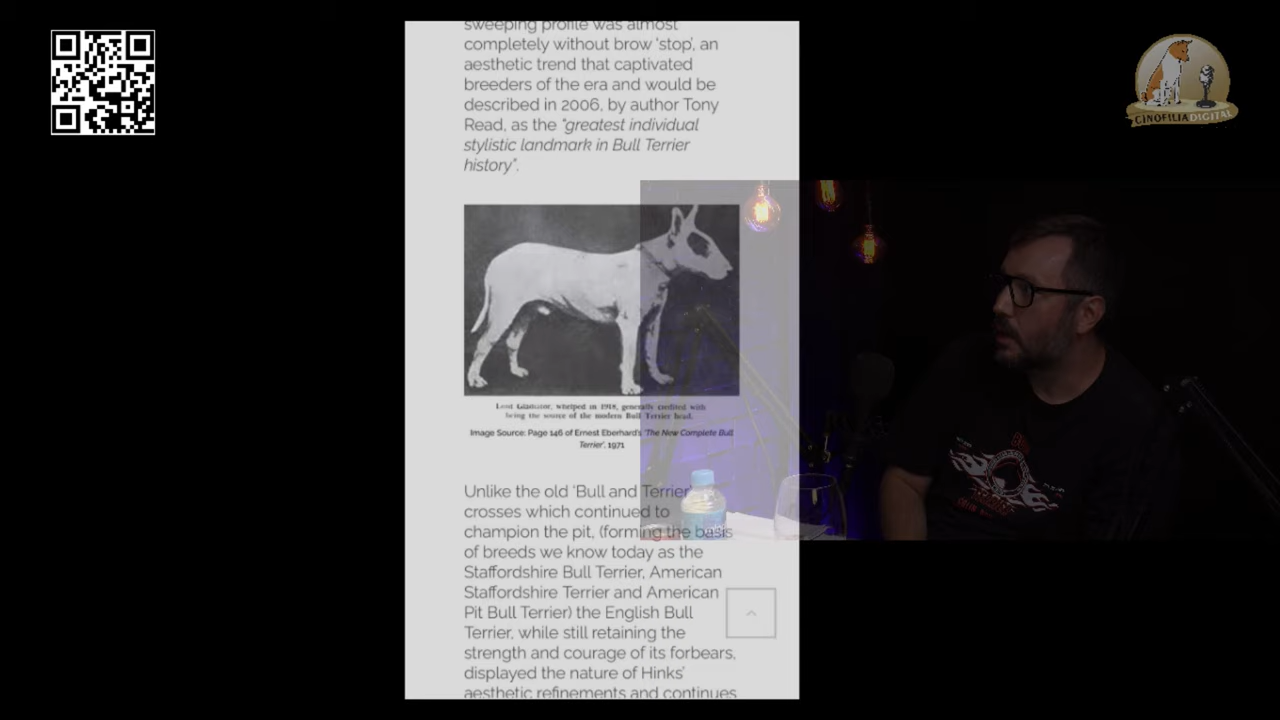 sweeping profile was almost
completely without brow 'stop', an
aesthetic trend that captivated
breeders of the era and would be
described in 2006, by author Tony
Read, as the "greatest individual
stylistic landmark in Bull Terrier
history".
Lord Gladiator, whelped in 1918, generally credited with
being the source of the modern Bull Terrier head.
Image Source: Page 146 of Ernest Eberhard's 'The New Complete Bull
Terrier', 1971
Unlike the old 'Bull and Terrier'
crosses which continued to
champion the pit, (forming the basis
of breeds we know today as the
Staffordshire Bull Terrier, American
Staffordshire Terrier and American
Pit Bull Terrier) the English Bull
Terrier, while still retaining the
strength and courage of its forbears,
displayed the nature of Hinks'
aesthetic refinements and continues
CINOFILIA DIGITAL